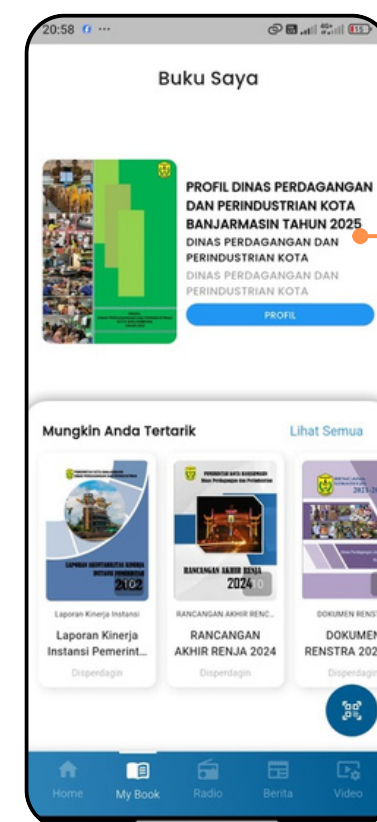 20:58
Buku Saya
PROFIL DINAS PERDAGANGAN
DAN PERINDUSTRIAN KOTA
BANJARMASIN TAHUN 2025
DINAS PERDAGANGAN DAN
PERINDUSTRIAN KOTA
DINAS PERDAGANGAN DAN
PERINDUSTRIAN KOTA
PROFIL
Mungkin Anda Tertarik
Lihat Semua
LAPORAN AKUNTABILITAS KINERJA
INSTANSI PEMERINTAH
PEMERINTAH KOTA BANJARMASIN
Dinas Perdagangan dan Perindustrian
RANCANGAN AKHIR RENJA
2024
Laporan Kinerja Instansi
Laporan Kinerja
Instansi Pemerint...
Disperdagin
RANCANGAN AKHIR RENC...
RANCANGAN
AKHIR RENJA 2024
Disperdagin
DOKUMEN RENST
DOKUMEN
RENSTRA 202
Disperdagin
Home
My Book
Radio
Berita
Video